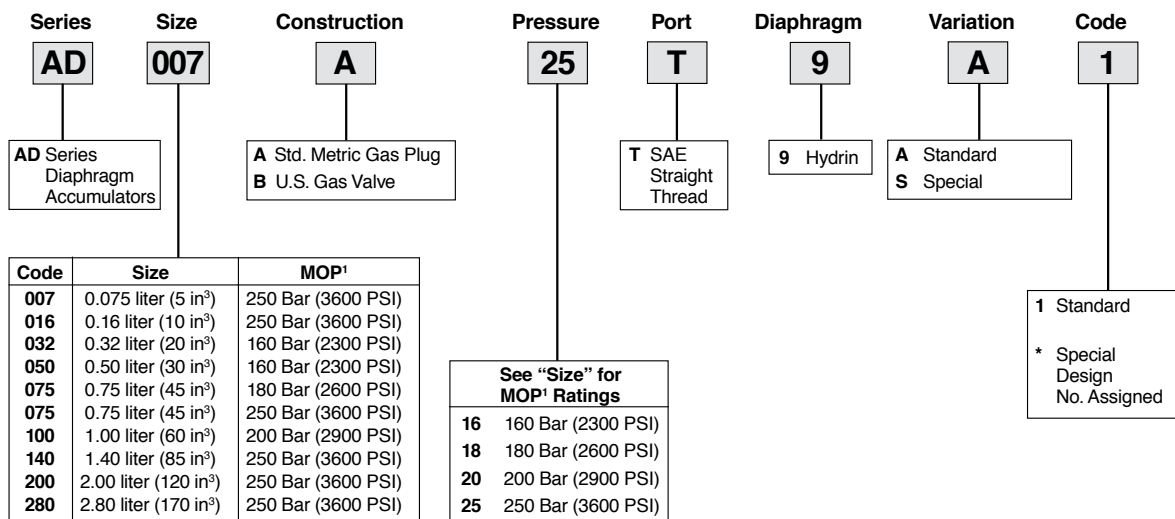 Series Size Construction Pressure Port Diaphragm Variation Code
AD 007 A 25 T 9 A 1
AD Series
Diaphragm
Accumulators
A Std. Metric Gas Plug
B U.S. Gas Valve
T SAE
Straight
Thread
9 Hydrin
A Standard
S Special
Code Size MOP¹
007 0.075 liter (5 in³) 250 Bar (3600 PSI)
016 0.16 liter (10 in³) 250 Bar (3600 PSI)
032 0.32 liter (20 in³) 160 Bar (2300 PSI)
050 0.50 liter (30 in³) 160 Bar (2300 PSI)
075 0.75 liter (45 in³) 180 Bar (2600 PSI)
075 0.75 liter (45 in³) 250 Bar (3600 PSI)
100 1.00 liter (60 in³) 200 Bar (2900 PSI)
140 1.40 liter (85 in³) 250 Bar (3600 PSI)
200 2.00 liter (120 in³) 250 Bar (3600 PSI)
280 2.80 liter (170 in³) 250 Bar (3600 PSI)
See “Size” for
MOP¹ Ratings
16 160 Bar (2300 PSI)
18 180 Bar (2600 PSI)
20 200 Bar (2900 PSI)
25 250 Bar (3600 PSI)
1 Standard
* Special
Design
No. Assigned